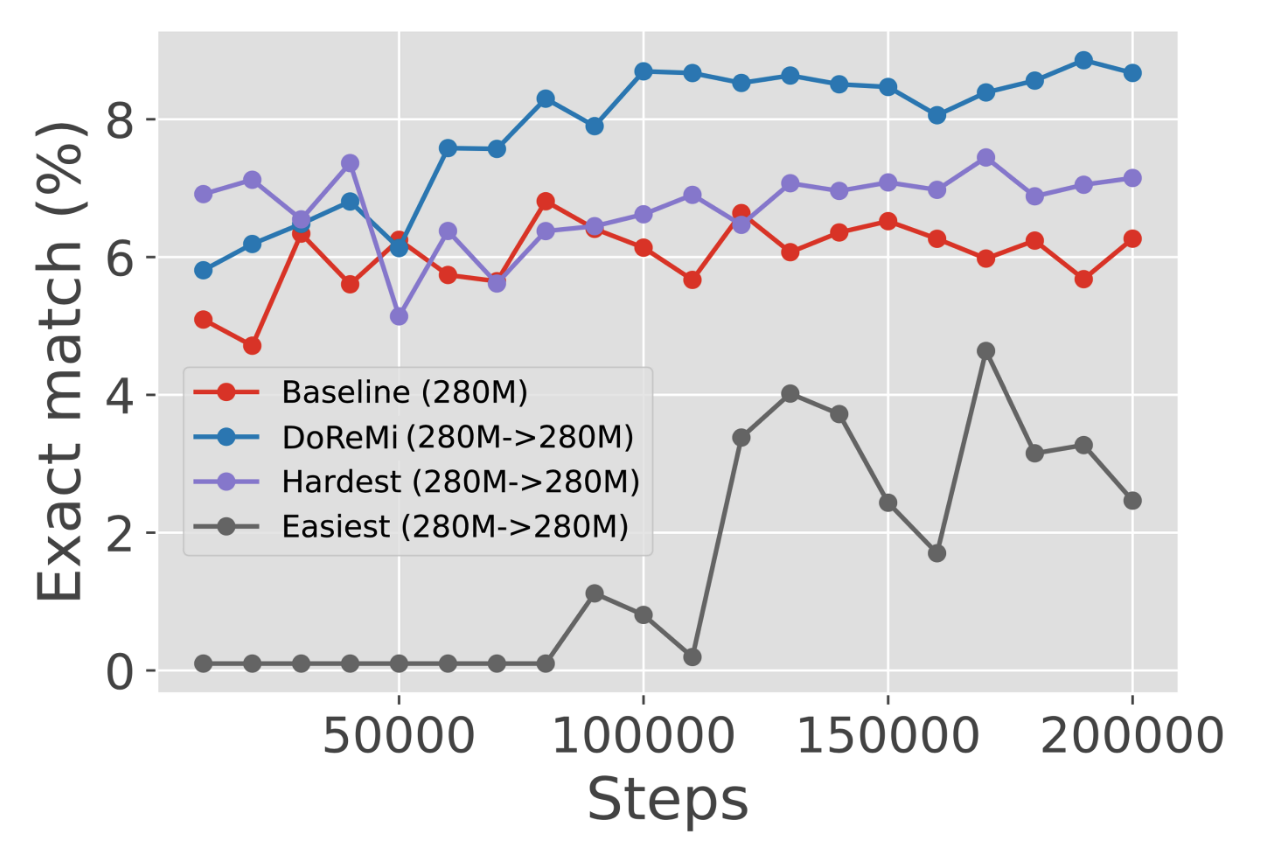 Exact match (%)
8
6
4
2
0
Baseline (280M)
DoReMi (280M->280M)
Hardest (280M->280M)
Easiest (280M->280M)
50000 100000 150000 200000
Steps